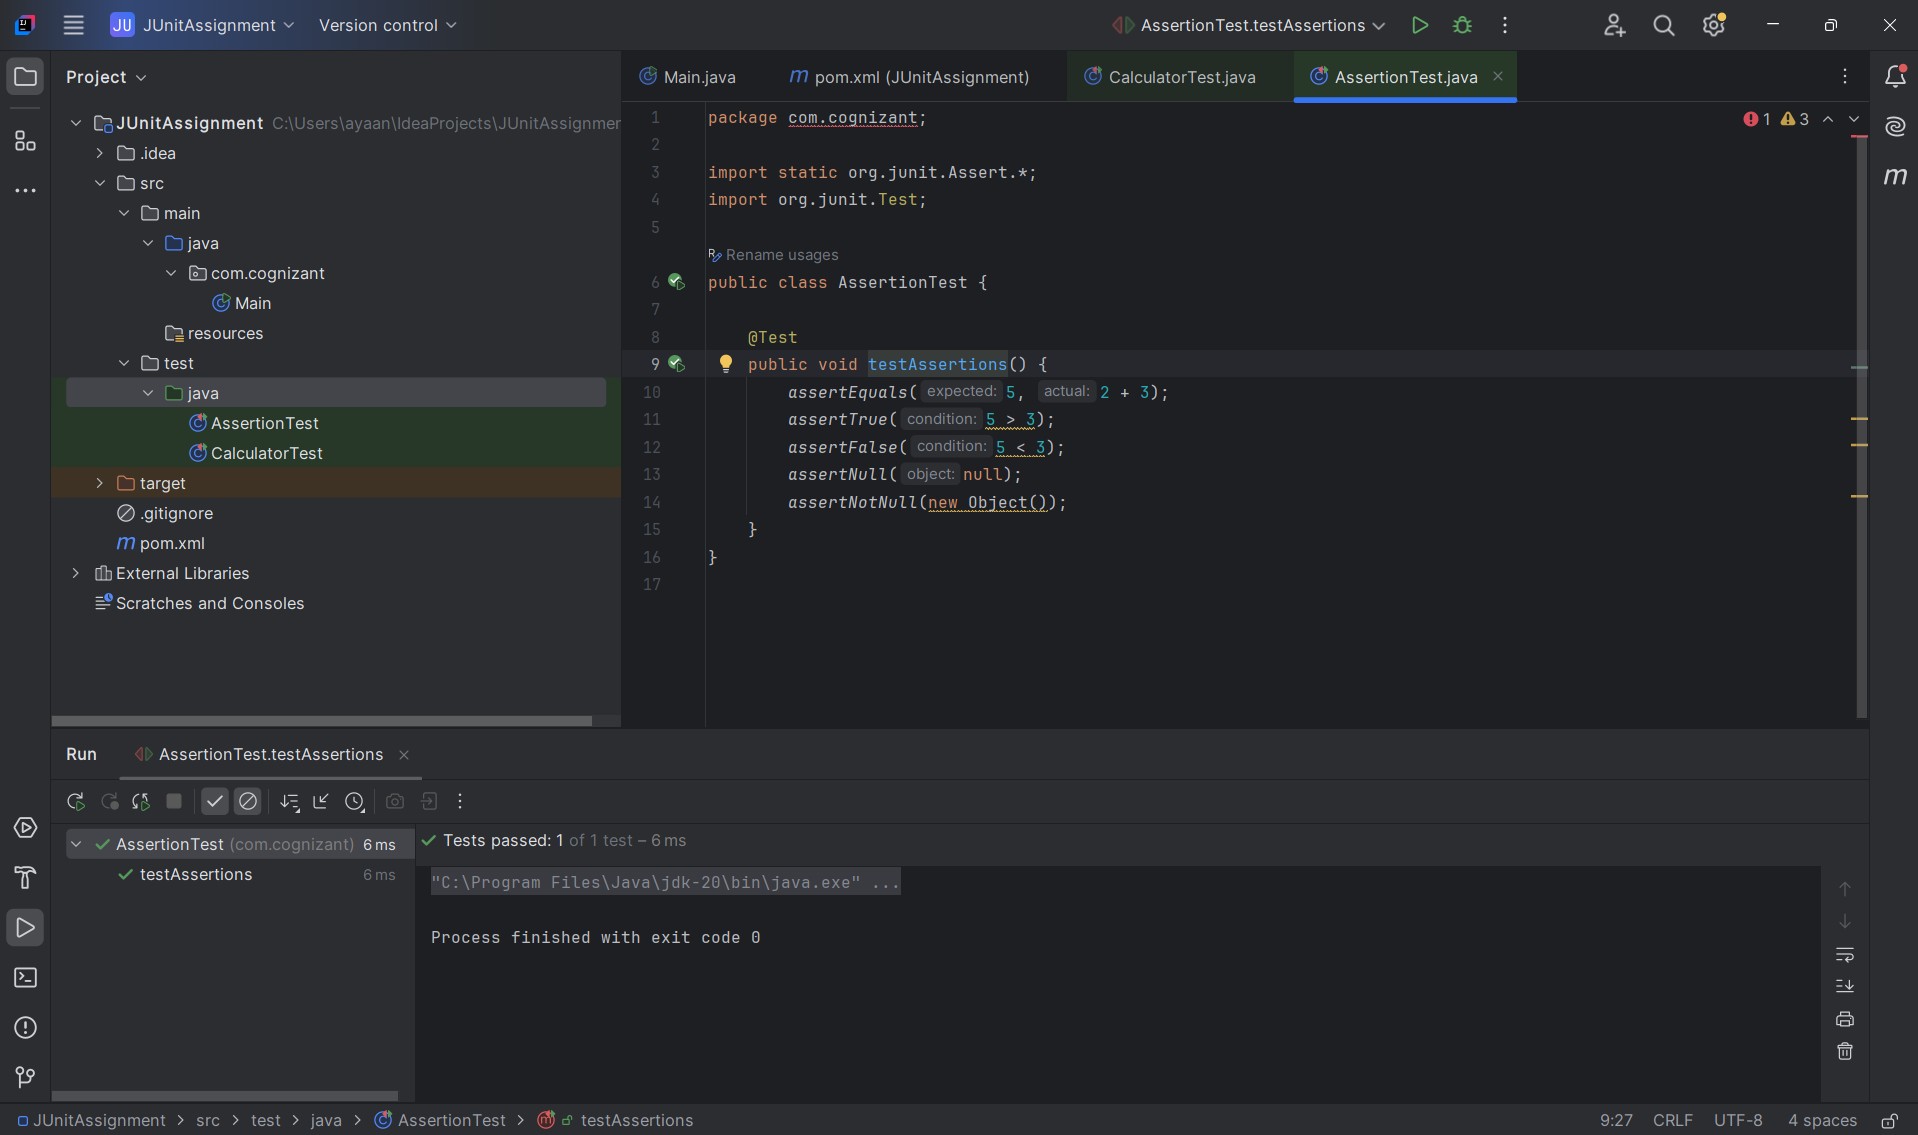 JU JUnitAssignment Version control AssertionTest.testAssertions
Project
Main.java
pom.xml (JUnitAssignment)
CalculatorTest.java
AssertionTest.java
JUnitAssignment C:\Users\ayaan\IdeaProjects\JUnitAssignmer
.idea
src
main
java
com.cognizant
Main
resources
test
java
AssertionTest
CalculatorTest
target
.gitignore
pom.xml
External Libraries
Scratches and Consoles
1 package com.cognizant;
1 3
2
3 import static org.junit.Assert.*;
4 import org.junit.Test;
5
Rename usages
6 public class AssertionTest {
7
8 @Test
9 public void testAssertions() {
10 assertEquals( expected: 5, actual: 2 + 3);
11 assertTrue( condition: 5 > 3);
12 assertFalse( condition: 5 < 3);
13 assertNull( object: null);
14 assertNotNull(new Object());
15 }
16 }
17
m
Run AssertionTest.testAssertions
AssertionTest (com.cognizant) 6 ms
testAssertions 6 ms
Tests passed: 1 of 1 test – 6 ms
"C:\Program Files\Java\jdk-20\bin\java.exe" ...
Process finished with exit code 0
JUnitAssignment > src > test > java > AssertionTest > testAssertions
9:27 CRLF UTF-8 4 spaces